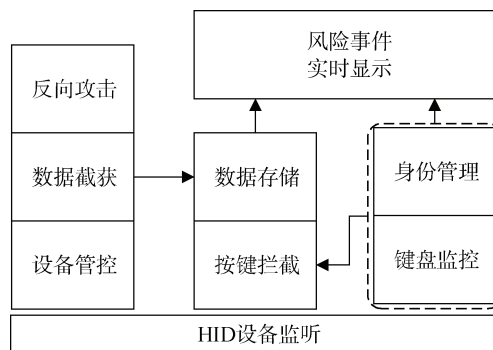 风险事件
实时显示
反向攻击
数据截获
设备管控
数据存储
按键拦截
身份管理
键盘监控
HID设备监听